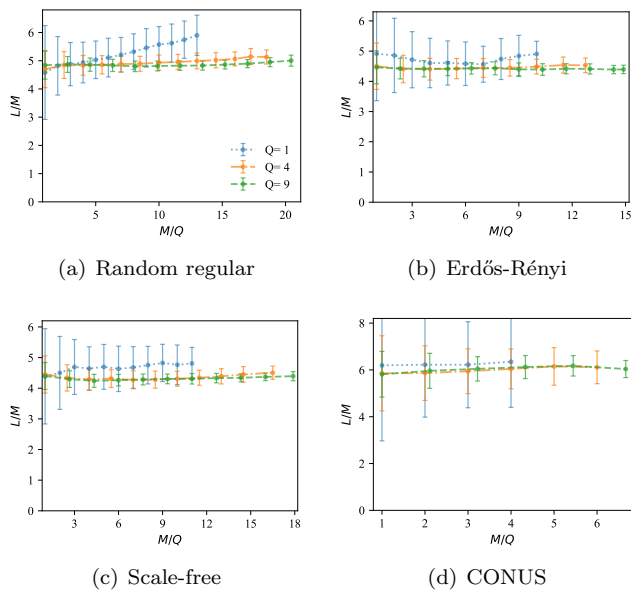 6
5
4
3
2
1
0
L/M
Q= 1
Q= 4
Q= 9
5 10 15 20
M/Q
(a) Random regular
6
5
4
3
2
1
0
L/M
3 6 9 12 15
M/Q
(b) Erdős-Rényi
6
5
4
3
2
1
0
L/M
3 6 9 12 15 18
M/Q
(c) Scale-free
8
6
4
2
0
L/M
1 2 3 4 5 6
M/Q
(d) CONUS